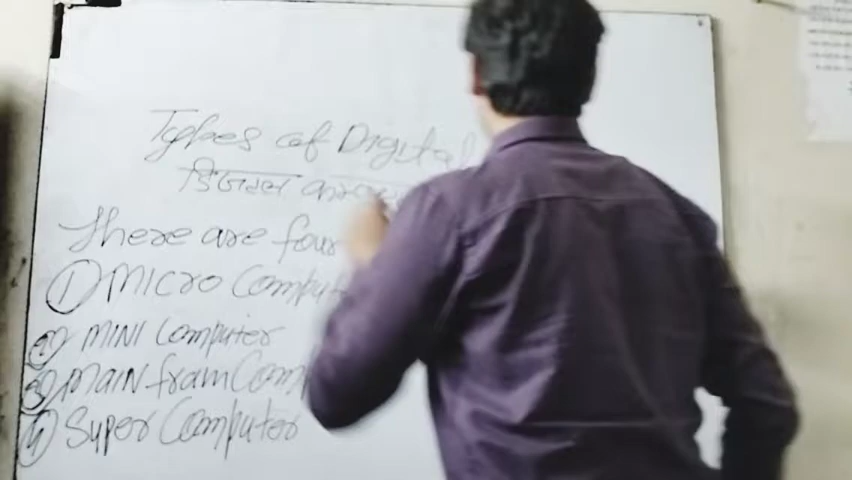 Types of Digital
There are four
① Micro Comput
② MINI Computer
③ Main fram Com
④ Super Computer